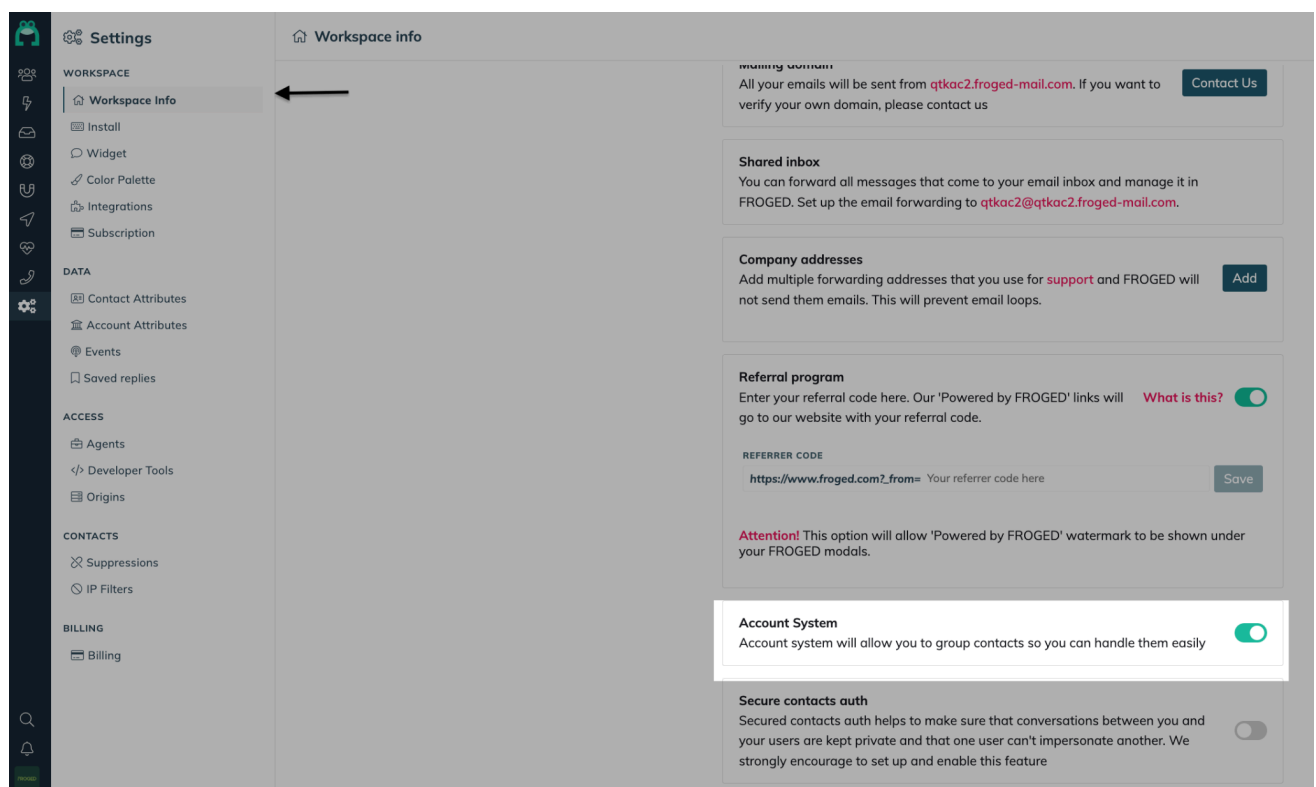 Settings
WORKSPACE
Workspace Info
Install
Widget
Color Palette
Integrations
Subscription
DATA
Contact Attributes
Account Attributes
Events
Saved replies
ACCESS
Agents
</> Developer Tools
Origins
CONTACTS
Suppressions
IP Filters
BILLING
Billing
FROGED
Workspace info
Mailing domain
All your emails will be sent from qtkac2.froged-mail.com. If you want to
verify your own domain, please contact us
Contact Us
Shared inbox
You can forward all messages that come to your email inbox and manage it in
FROGED. Set up the email forwarding to qtkac2@qtkac2.froged-mail.com.
Company addresses
Add multiple forwarding addresses that you use for support and FROGED will
not send them emails. This will prevent email loops.
Add
Referral program
Enter your referral code here. Our 'Powered by FROGED' links will
go to our website with your referral code.
What is this?
REFERRER CODE
https://www.froged.com?_from= Your referrer code here
Save
Attention! This option will allow 'Powered by FROGED' watermark to be shown under
your FROGED modals.
Account System
Account system will allow you to group contacts so you can handle them easily
Secure contacts auth
Secured contacts auth helps to make sure that conversations between you and
your users are kept private and that one user can't impersonate another. We
strongly encourage to set up and enable this feature